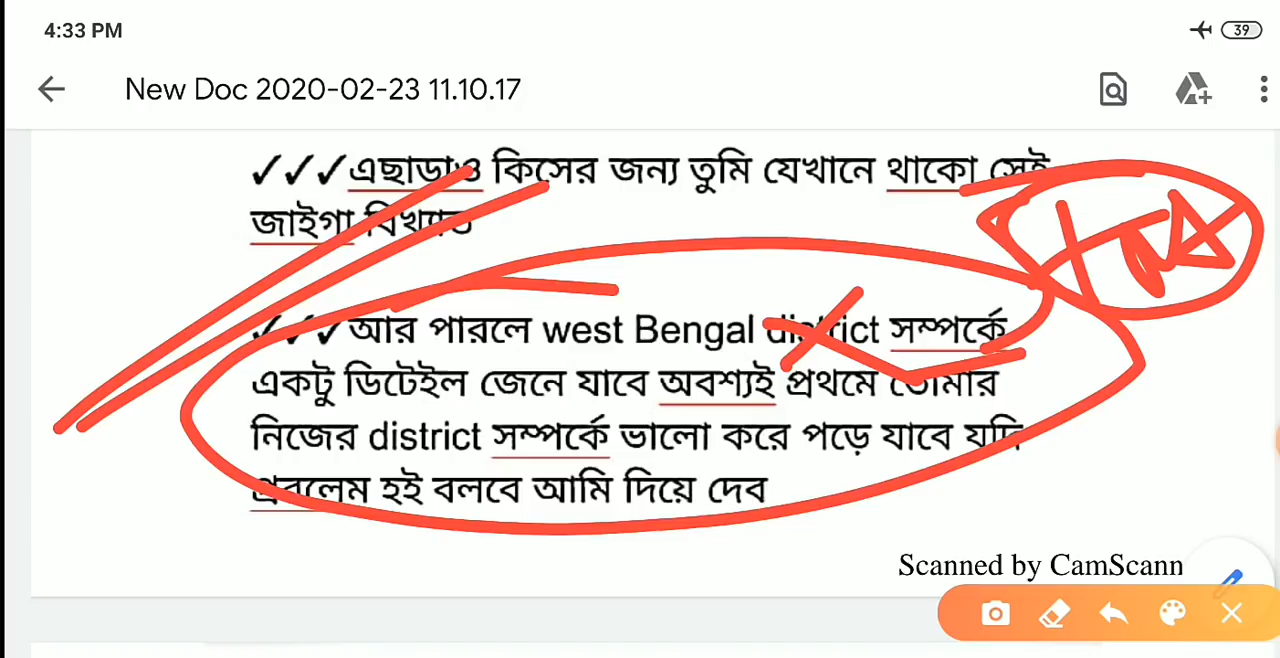 4:33 PM
39
New Doc 2020-02-23 11.10.17
✓✓✓এছাড়াও কিসের জন্য তুমি যেখানে থাকো সেই
জাইগা বিখ্যাত
✓✓✓আর পারলে west Bengal district সম্পর্কে
একটু ডিটেইল জেনে যাবে অবশ্যই প্রথমে তোমার
নিজের district সম্পর্কে ভালো করে পড়ে যাবে যদি
প্রবলেম হই বলবে আমি দিয়ে দেব
Scanned by CamScann